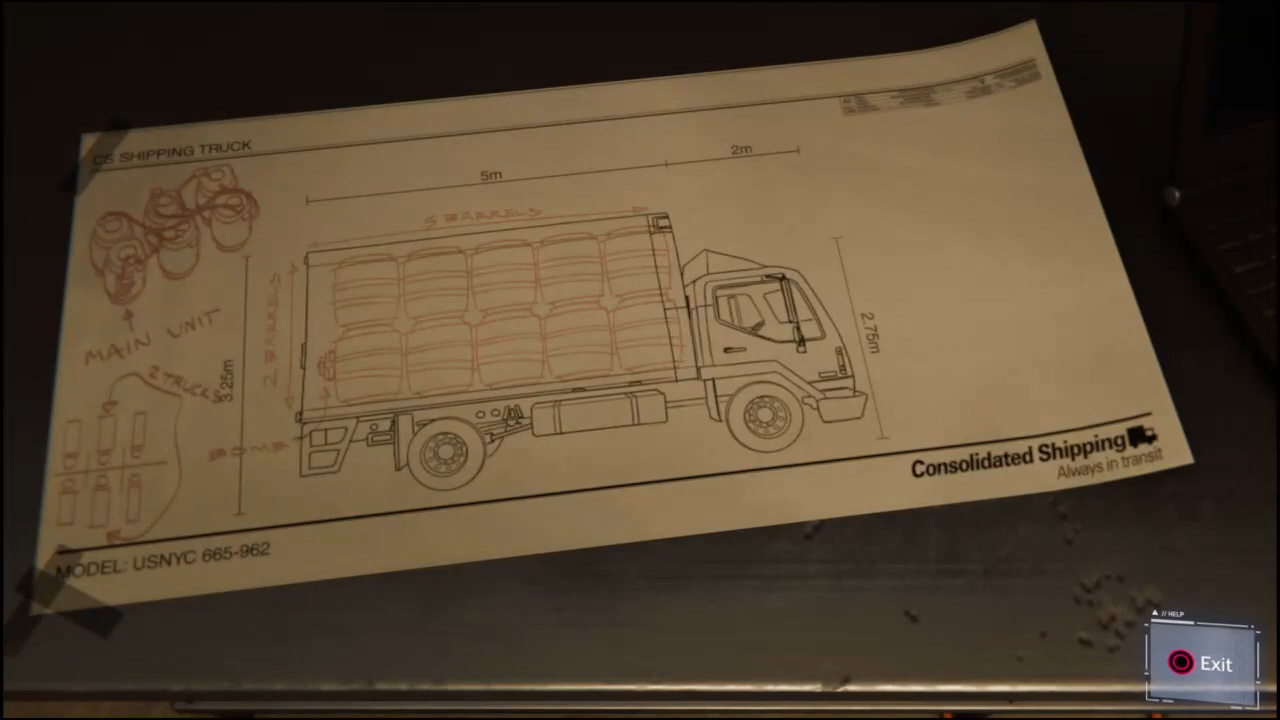 CS SHIPPING TRUCK
5m
2m
5 BARRELS
2 BARRELS
MAIN UNIT
2 TRUCKS
3.25m
2.75m
BOMB
Consolidated Shipping
Always in transit
MODEL: USNYC 665-962
// HELP
Exit